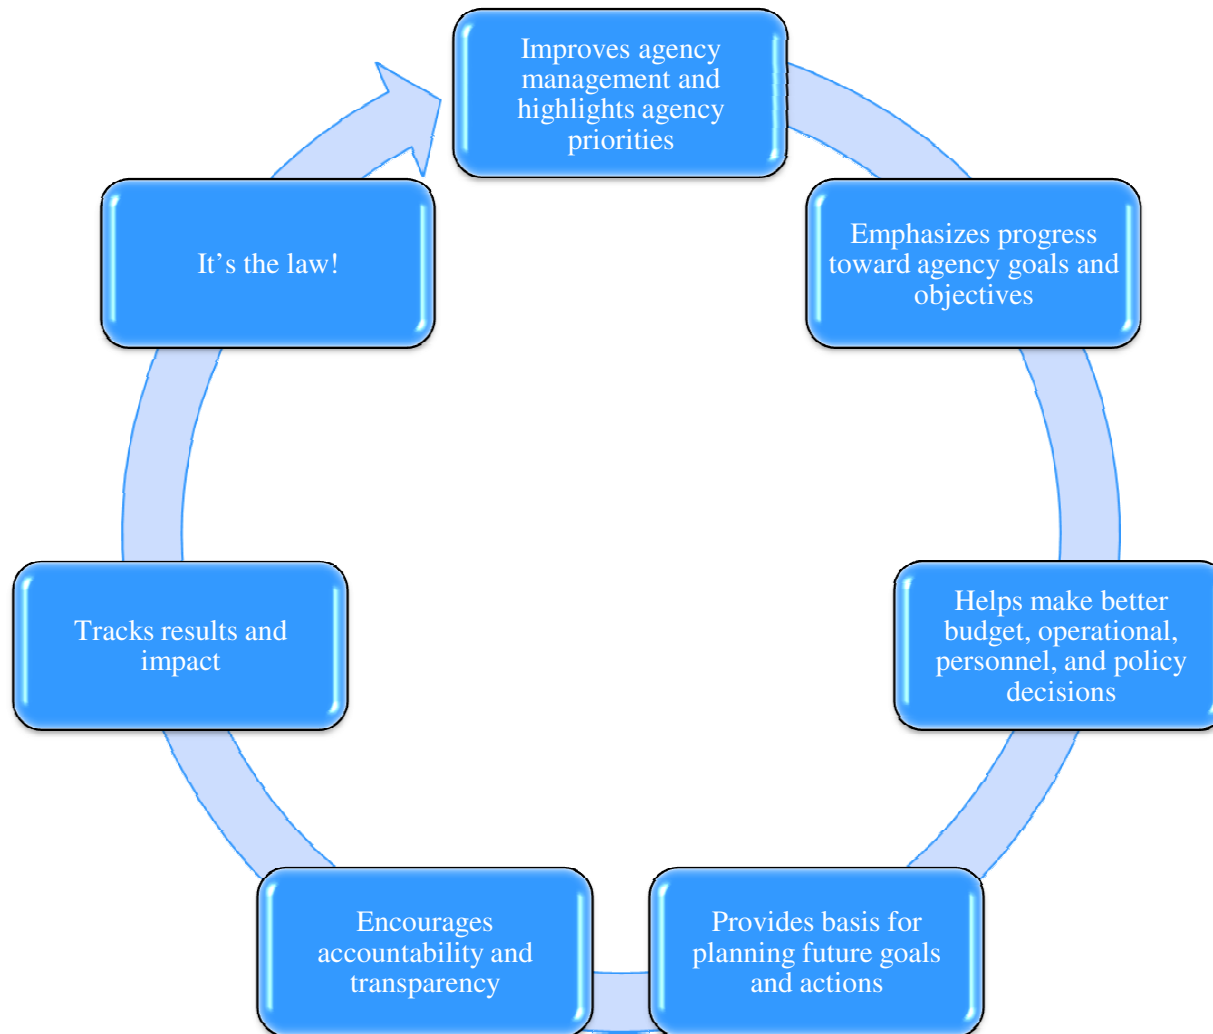 Improves agency
management and
highlights agency
priorities
Emphasizes progress
toward agency goals and
objectives
Helps make better
budget, operational,
personnel, and policy
decisions
Provides basis for
planning future goals
and actions
Encourages
accountability and
transparency
Tracks results and
impact
It’s the law!